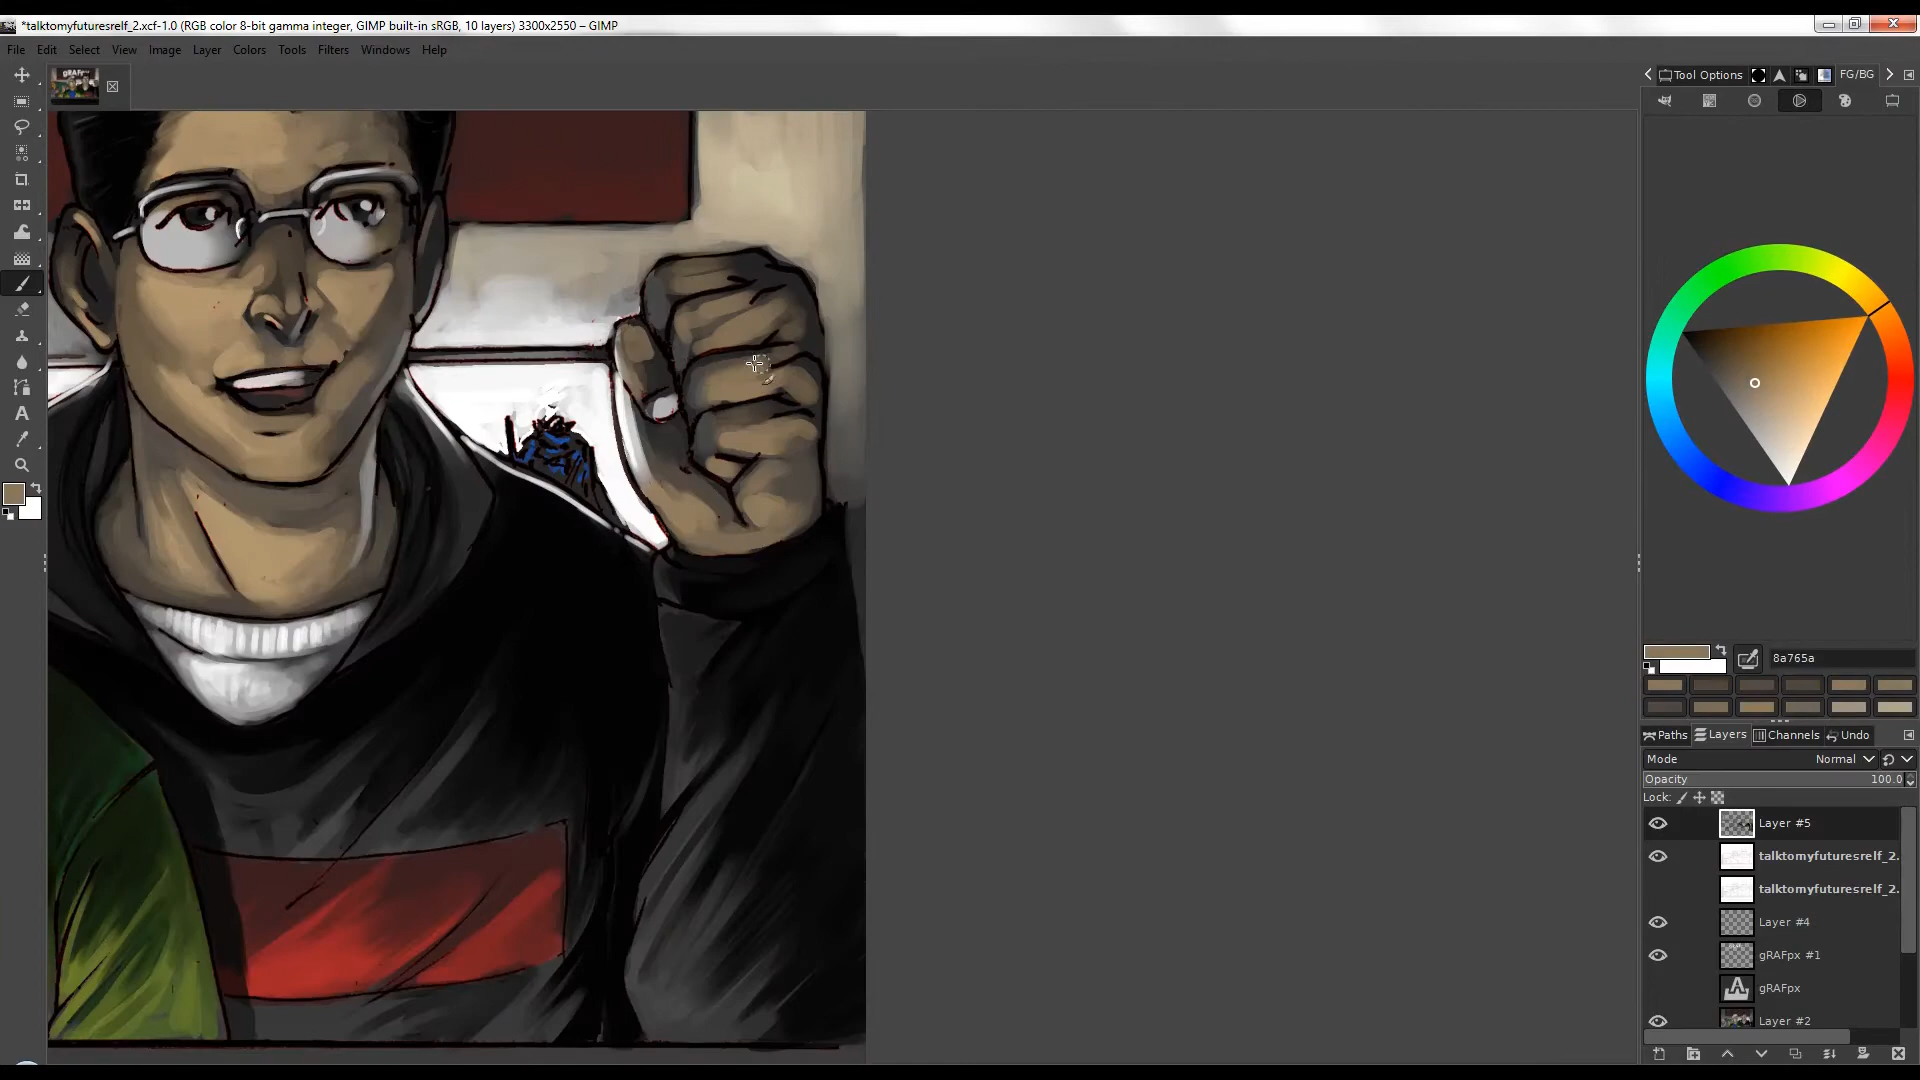 *talktomyfuturesrelf_2.xcf-1.0 (RGB color 8-bit gamma integer, GIMP built-in sRGB, 10 layers) 3300x2550 – GIMP
File Edit Select View Image Layer Colors Tools Filters Windows Help
Tool Options FG/BG
8a765a
Paths Layers Channels Undo
Mode Normal
Opacity 100.0
Lock:
Layer #5
talktomyfuturesrelf_2.
talktomyfuturesrelf_2.
Layer #4
gRAFpx #1
gRAFpx
Layer #2